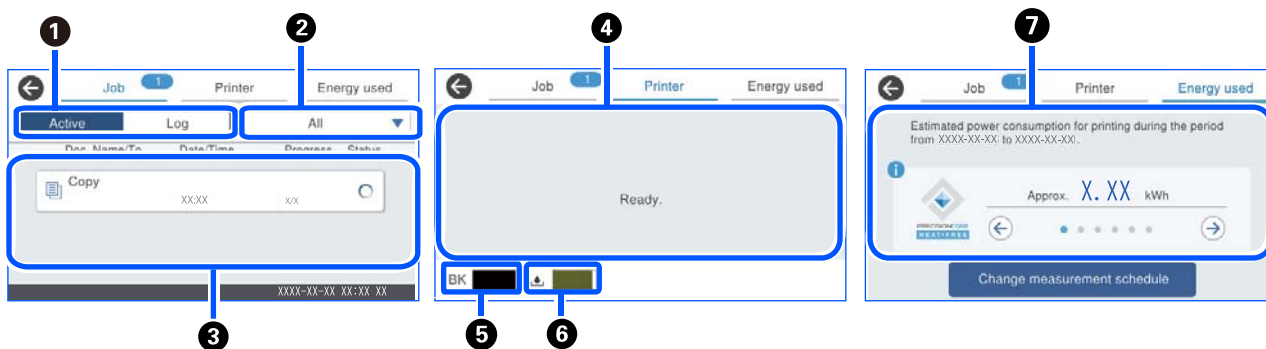 1 2 4 7
Job 1 Printer Energy used
Active Log All
Doc. Name/To Date/Time Progress Status
Copy
XX:XX X/X
XXXX-XX-XX XX:XX XX
3
Job 1 Printer Energy used
Ready.
BK
5 6
Job 1 Printer Energy used
Estimated power consumption for printing during the period
from XXXX-XX-XX to XXXX-XX-XX.
i
Approx. X.XX kWh
PRECISIONCORE
HEAT-FREE
Change measurement schedule